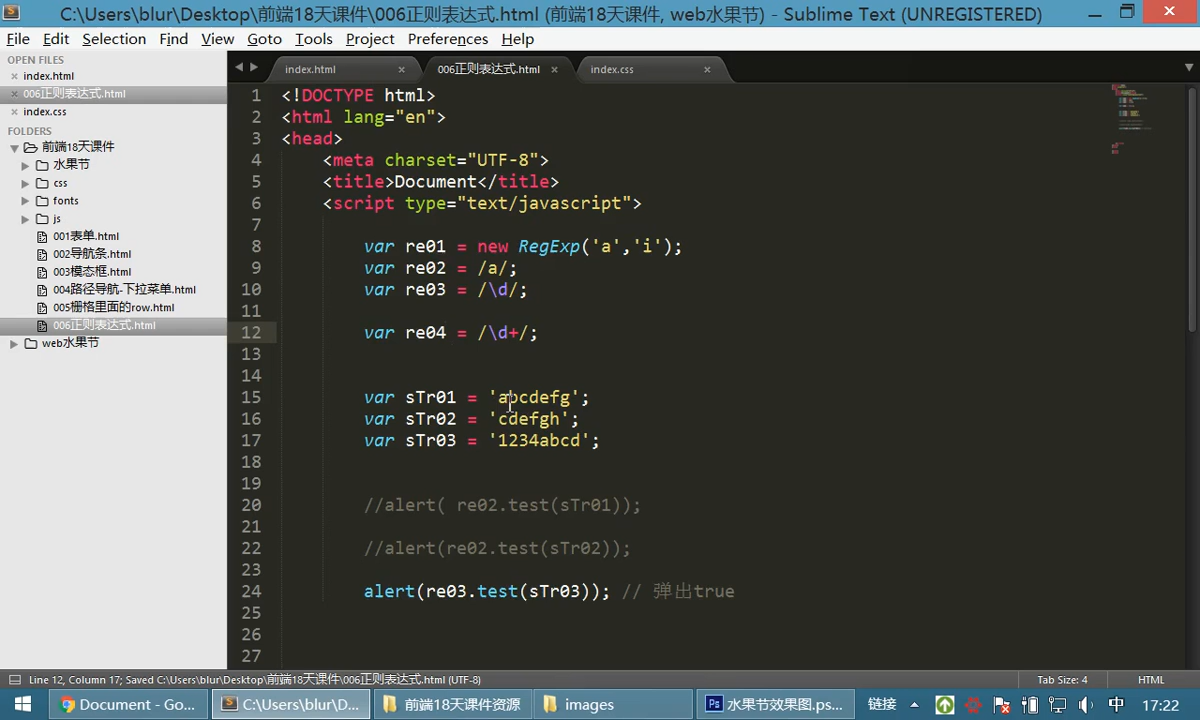 C:\Users\blur\Desktop\前端18天课件\006正则表达式.html (前端18天课件, web水果节) - Sublime Text (UNREGISTERED)
File Edit Selection Find View Goto Tools Project Preferences Help
OPEN FILES
index.html
006正则表达式.html
index.css
FOLDERS
前端18天课件
水果节
css
fonts
js
001表单.html
002导航条.html
003模态框.html
004路径导航-下拉菜单.html
005栅格里面的row.html
006正则表达式.html
web水果节
index.html 006正则表达式.html index.css
1 <!DOCTYPE html>
2 <html lang="en">
3 <head>
4 <meta charset="UTF-8">
5 <title>Document</title>
6 <script type="text/javascript">
7
8 var re01 = new RegExp('a','i');
9 var re02 = /a/;
10 var re03 = /\d/;
11
12 var re04 = /\d+/;
13
14
15 var sTr01 = 'abcdefg';
16 var sTr02 = 'cdefgh';
17 var sTr03 = '1234abcd';
18
19
20 //alert( re02.test(sTr01));
21
22 //alert(re02.test(sTr02));
23
24 alert(re03.test(sTr03)); // 弹出true
25
26
27
Line 12, Column 17; Saved C:\Users\blur\Desktop\前端18天课件\006正则表达式.html (UTF-8) Tab Size: 4 HTML
Document - Go... C:\Users\blur\D... 前端18天课件资源 images 水果节效果图.ps... 链接 中 17:22